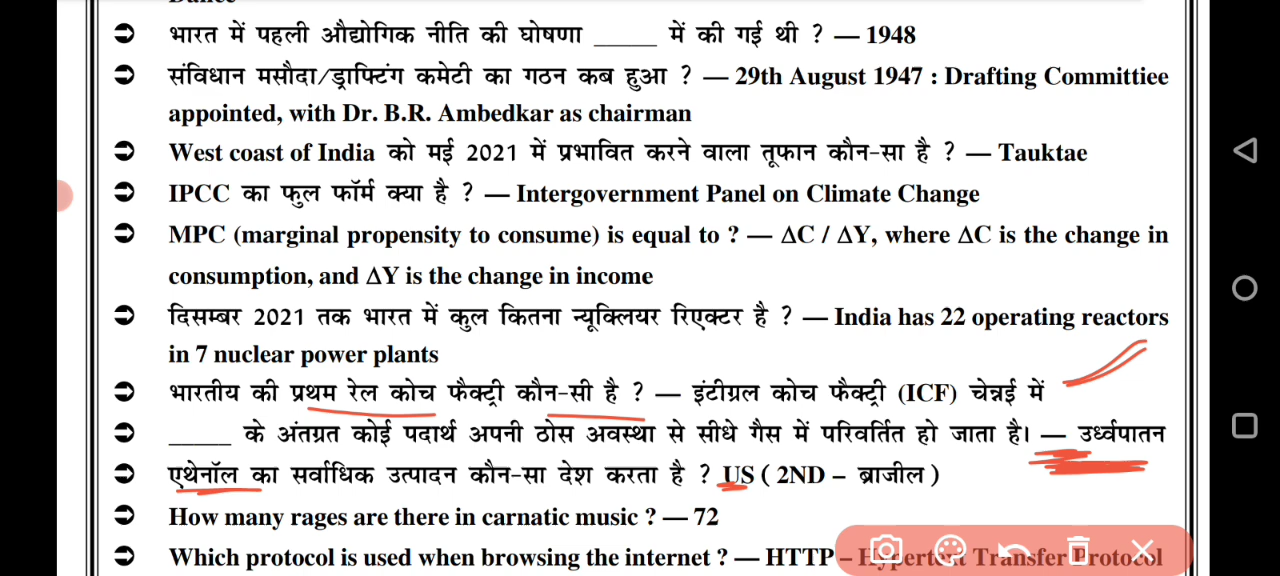 भारत में पहली औद्योगिक नीति की घोषणा _____ में की गई थी ? — 1948
संविधान मसौदा/ड्राफ्टिंग कमेटी का गठन कब हुआ ? — 29th August 1947 : Drafting Committiee
appointed, with Dr. B.R. Ambedkar as chairman
West coast of India को मई 2021 में प्रभावित करने वाला तूफान कौन-सा है ? — Tauktae
IPCC का फुल फॉर्म क्या है ? — Intergovernment Panel on Climate Change
MPC (marginal propensity to consume) is equal to ? — ΔC / ΔY, where ΔC is the change in
consumption, and ΔY is the change in income
दिसम्बर 2021 तक भारत में कुल कितना न्यूक्लियर रिएक्टर है ? — India has 22 operating reactors
in 7 nuclear power plants
भारतीय की प्रथम रेल कोच फैक्ट्री कौन-सी है ? — इंटीग्रल कोच फैक्ट्री (ICF) चेन्नई में
_____ के अंतग्रत कोई पदार्थ अपनी ठोस अवस्था से सीधे गैस में परिवर्तित हो जाता है। — उर्ध्वपातन
एथेनॉल का सर्वाधिक उत्पादन कौन-सा देश करता है ? US ( 2ND – ब्राजील )
How many rages are there in carnatic music ? — 72
Which protocol is used when browsing the internet ? — HTTP – Hypertext Transfer Protocol